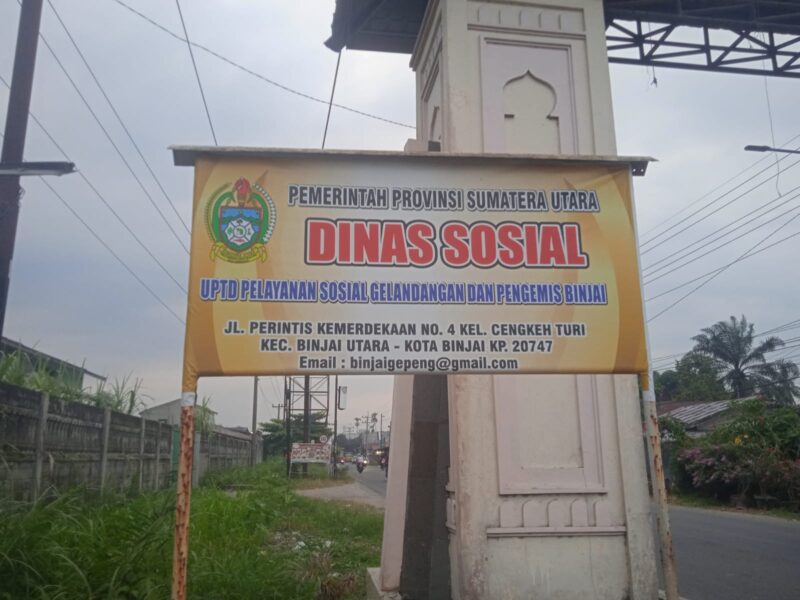 PEMERINTAH PROVINSI SUMATERA UTARA
DINAS SOSIAL
UPTD PELAYANAN SOSIAL GELANDANGAN DAN PENGEMIS BINJAI
JL. PERINTIS KEMERDEKAAN NO. 4 KEL. CENGKEH TURI
KEC. BINJAI UTARA - KOTA BINJAI KP. 20747
Email : binjaigepeng@gmail.com